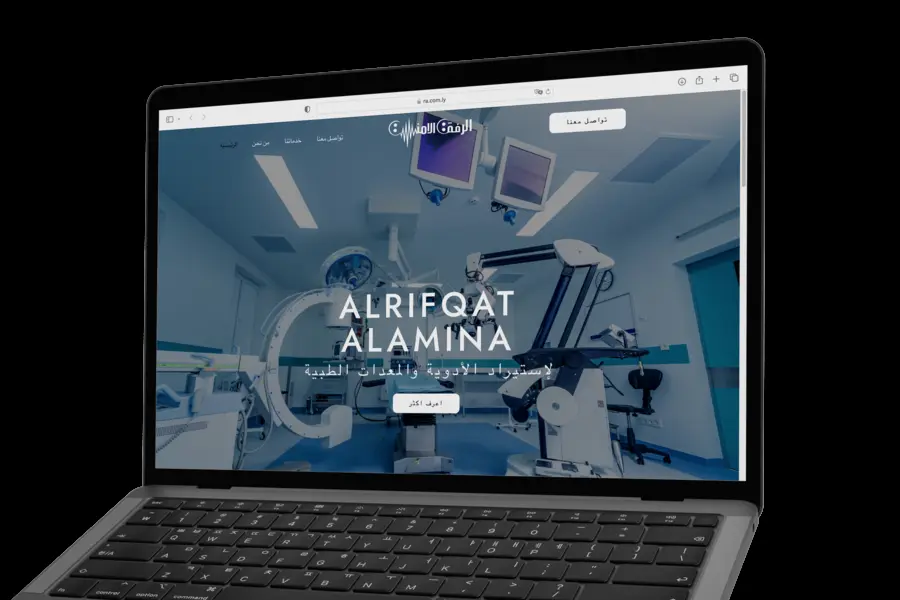 ra.com.ly
تواصل معنا
الرفقة الامنة
تواصل معنا
خدماتنا
من نحن
الرئيسية
ALRIFQAT
ALAMINA
لإستيراد الأدوية والمعدات الطبية
اعرف اكثر
control
option
command